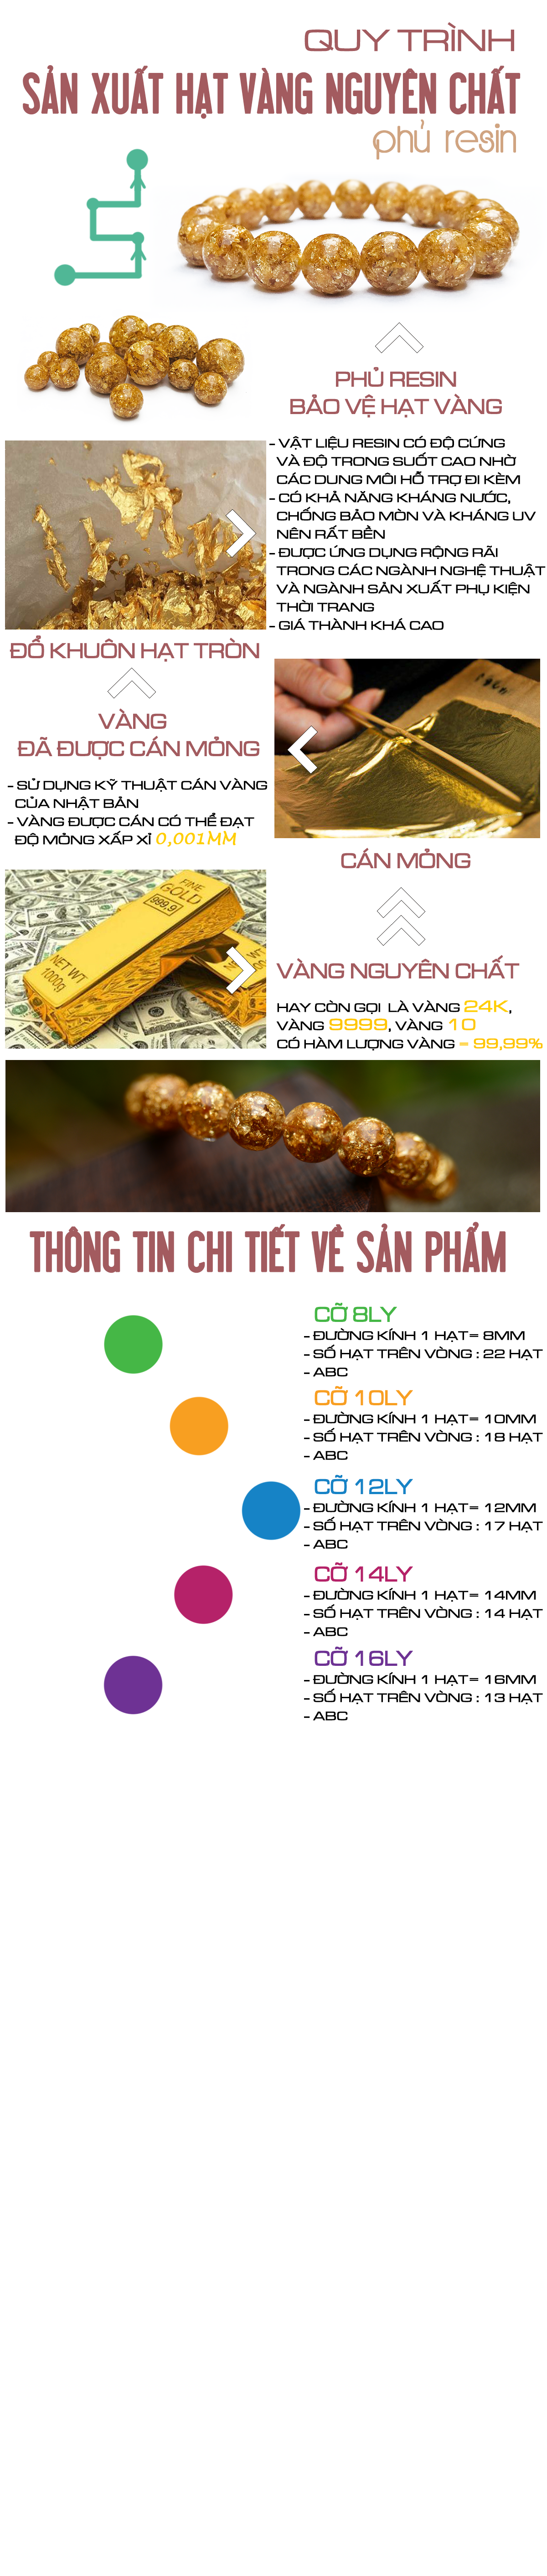 QUY TRÌNH
SẢN XUẤT HẠT VÀNG NGUYÊN CHẤT
phủ resin
PHỦ RESIN
BẢO VỆ HẠT VÀNG
- VẬT LIỆU RESIN CÓ ĐỘ CỨNG
VÀ ĐỘ TRONG SUỐT CAO NHỜ
CÁC DUNG MÔI HỖ TRỢ ĐI KÈM
- CÓ KHẢ NĂNG KHÁNG NƯỚC,
CHỐNG BÀO MÒN VÀ KHÁNG UV
NÊN RẤT BỀN
- ĐƯỢC ỨNG DỤNG RỘNG RÃI
TRONG CÁC NGÀNH NGHỆ THUẬT
VÀ NGÀNH SẢN XUẤT PHỤ KIỆN
THỜI TRANG
- GIÁ THÀNH KHÁ CAO
ĐỔ KHUÔN HẠT TRÒN
VÀNG
ĐÃ ĐƯỢC CÁN MỎNG
- SỬ DỤNG KỸ THUẬT CÁN VÀNG
CỦA NHẬT BẢN
- VÀNG ĐƯỢC CÁN CÓ THỂ ĐẠT
ĐỘ MỎNG XẤP XỈ 0,001MM
CÁN MỎNG
FINE
GOLD
999.9
NET WT
1000g
VÀNG NGUYÊN CHẤT
HAY CÒN GỌI LÀ VÀNG 24K,
VÀNG 9999, VÀNG 10
CÓ HÀM LƯỢNG VÀNG = 99,99%
THÔNG TIN CHI TIẾT VỀ SẢN PHẨM
CỠ 8LY
- ĐƯỜNG KÍNH 1 HẠT= 8MM
- SỐ HẠT TRÊN VÒNG : 22 HẠT
- ABC
CỠ 10LY
- ĐƯỜNG KÍNH 1 HẠT= 10MM
- SỐ HẠT TRÊN VÒNG : 18 HẠT
- ABC
CỠ 12LY
- ĐƯỜNG KÍNH 1 HẠT= 12MM
- SỐ HẠT TRÊN VÒNG : 17 HẠT
- ABC
CỠ 14LY
- ĐƯỜNG KÍNH 1 HẠT= 14MM
- SỐ HẠT TRÊN VÒNG : 14 HẠT
- ABC
CỠ 16LY
- ĐƯỜNG KÍNH 1 HẠT= 16MM
- SỐ HẠT TRÊN VÒNG : 13 HẠT
- ABC